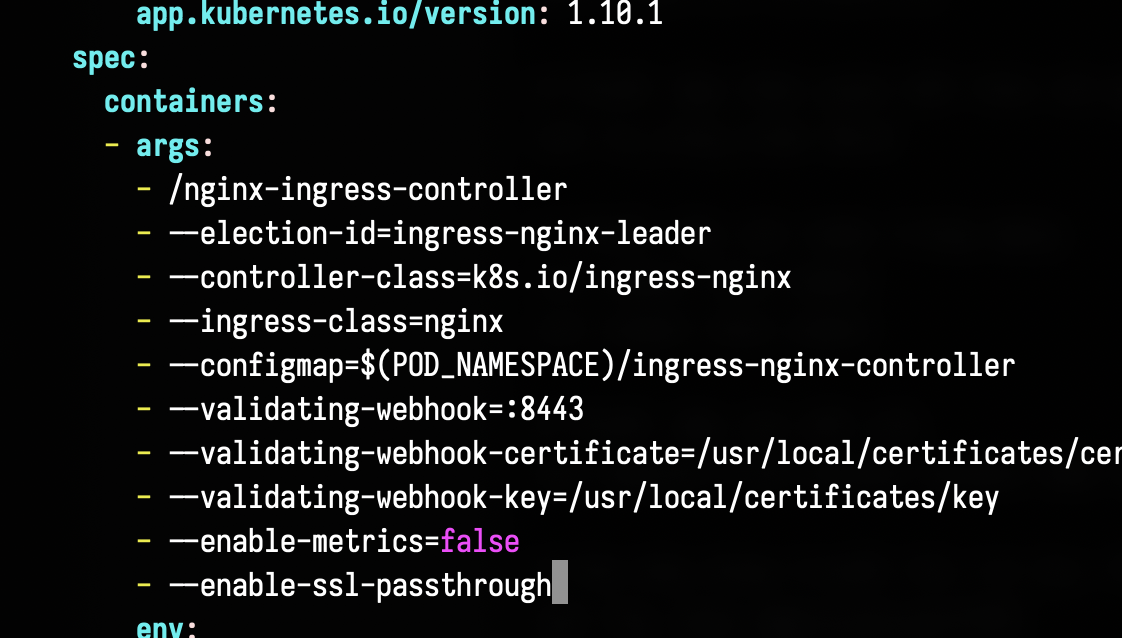 app.kubernetes.io/version: 1.10.1
spec:
containers:
- args:
- /nginx-ingress-controller
- --election-id=ingress-nginx-leader
- --controller-class=k8s.io/ingress-nginx
- --ingress-class=nginx
- --configmap=$(POD_NAMESPACE)/ingress-nginx-controller
- --validating-webhook=:8443
- --validating-webhook-certificate=/usr/local/certificates/cer
- --validating-webhook-key=/usr/local/certificates/key
- --enable-metrics=false
- --enable-ssl-passthrough
env: